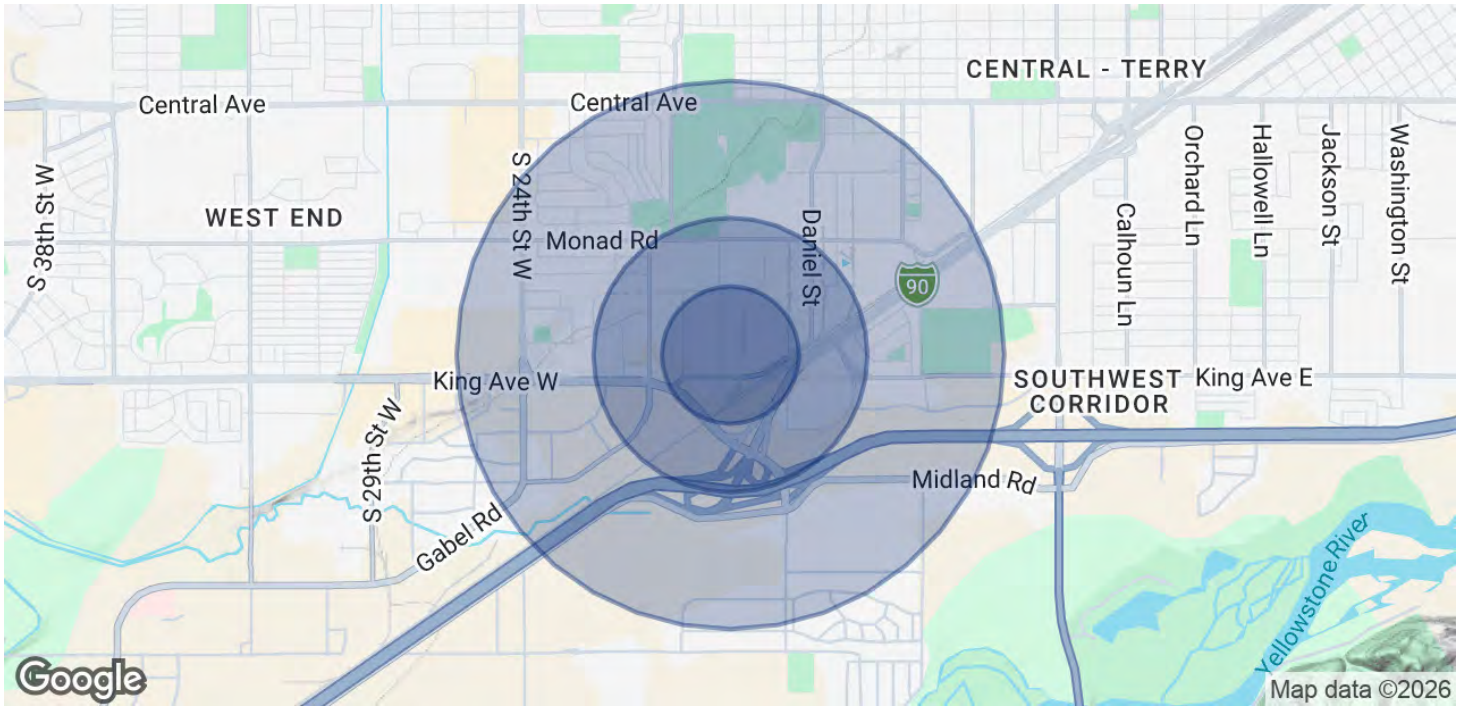 CENTRAL - TERRY
Central Ave
Central Ave
S 38th St W
WEST END
S 24th St W
Monad Rd
Daniel St
90
Calhoun Ln
Orchard Ln
Hallowell Ln
Jackson St
Washington St
King Ave W
SOUTHWEST
CORRIDOR
King Ave E
S 29th St W
Gabel Rd
Midland Rd
Yellowstone River
Google
Map data ©2026